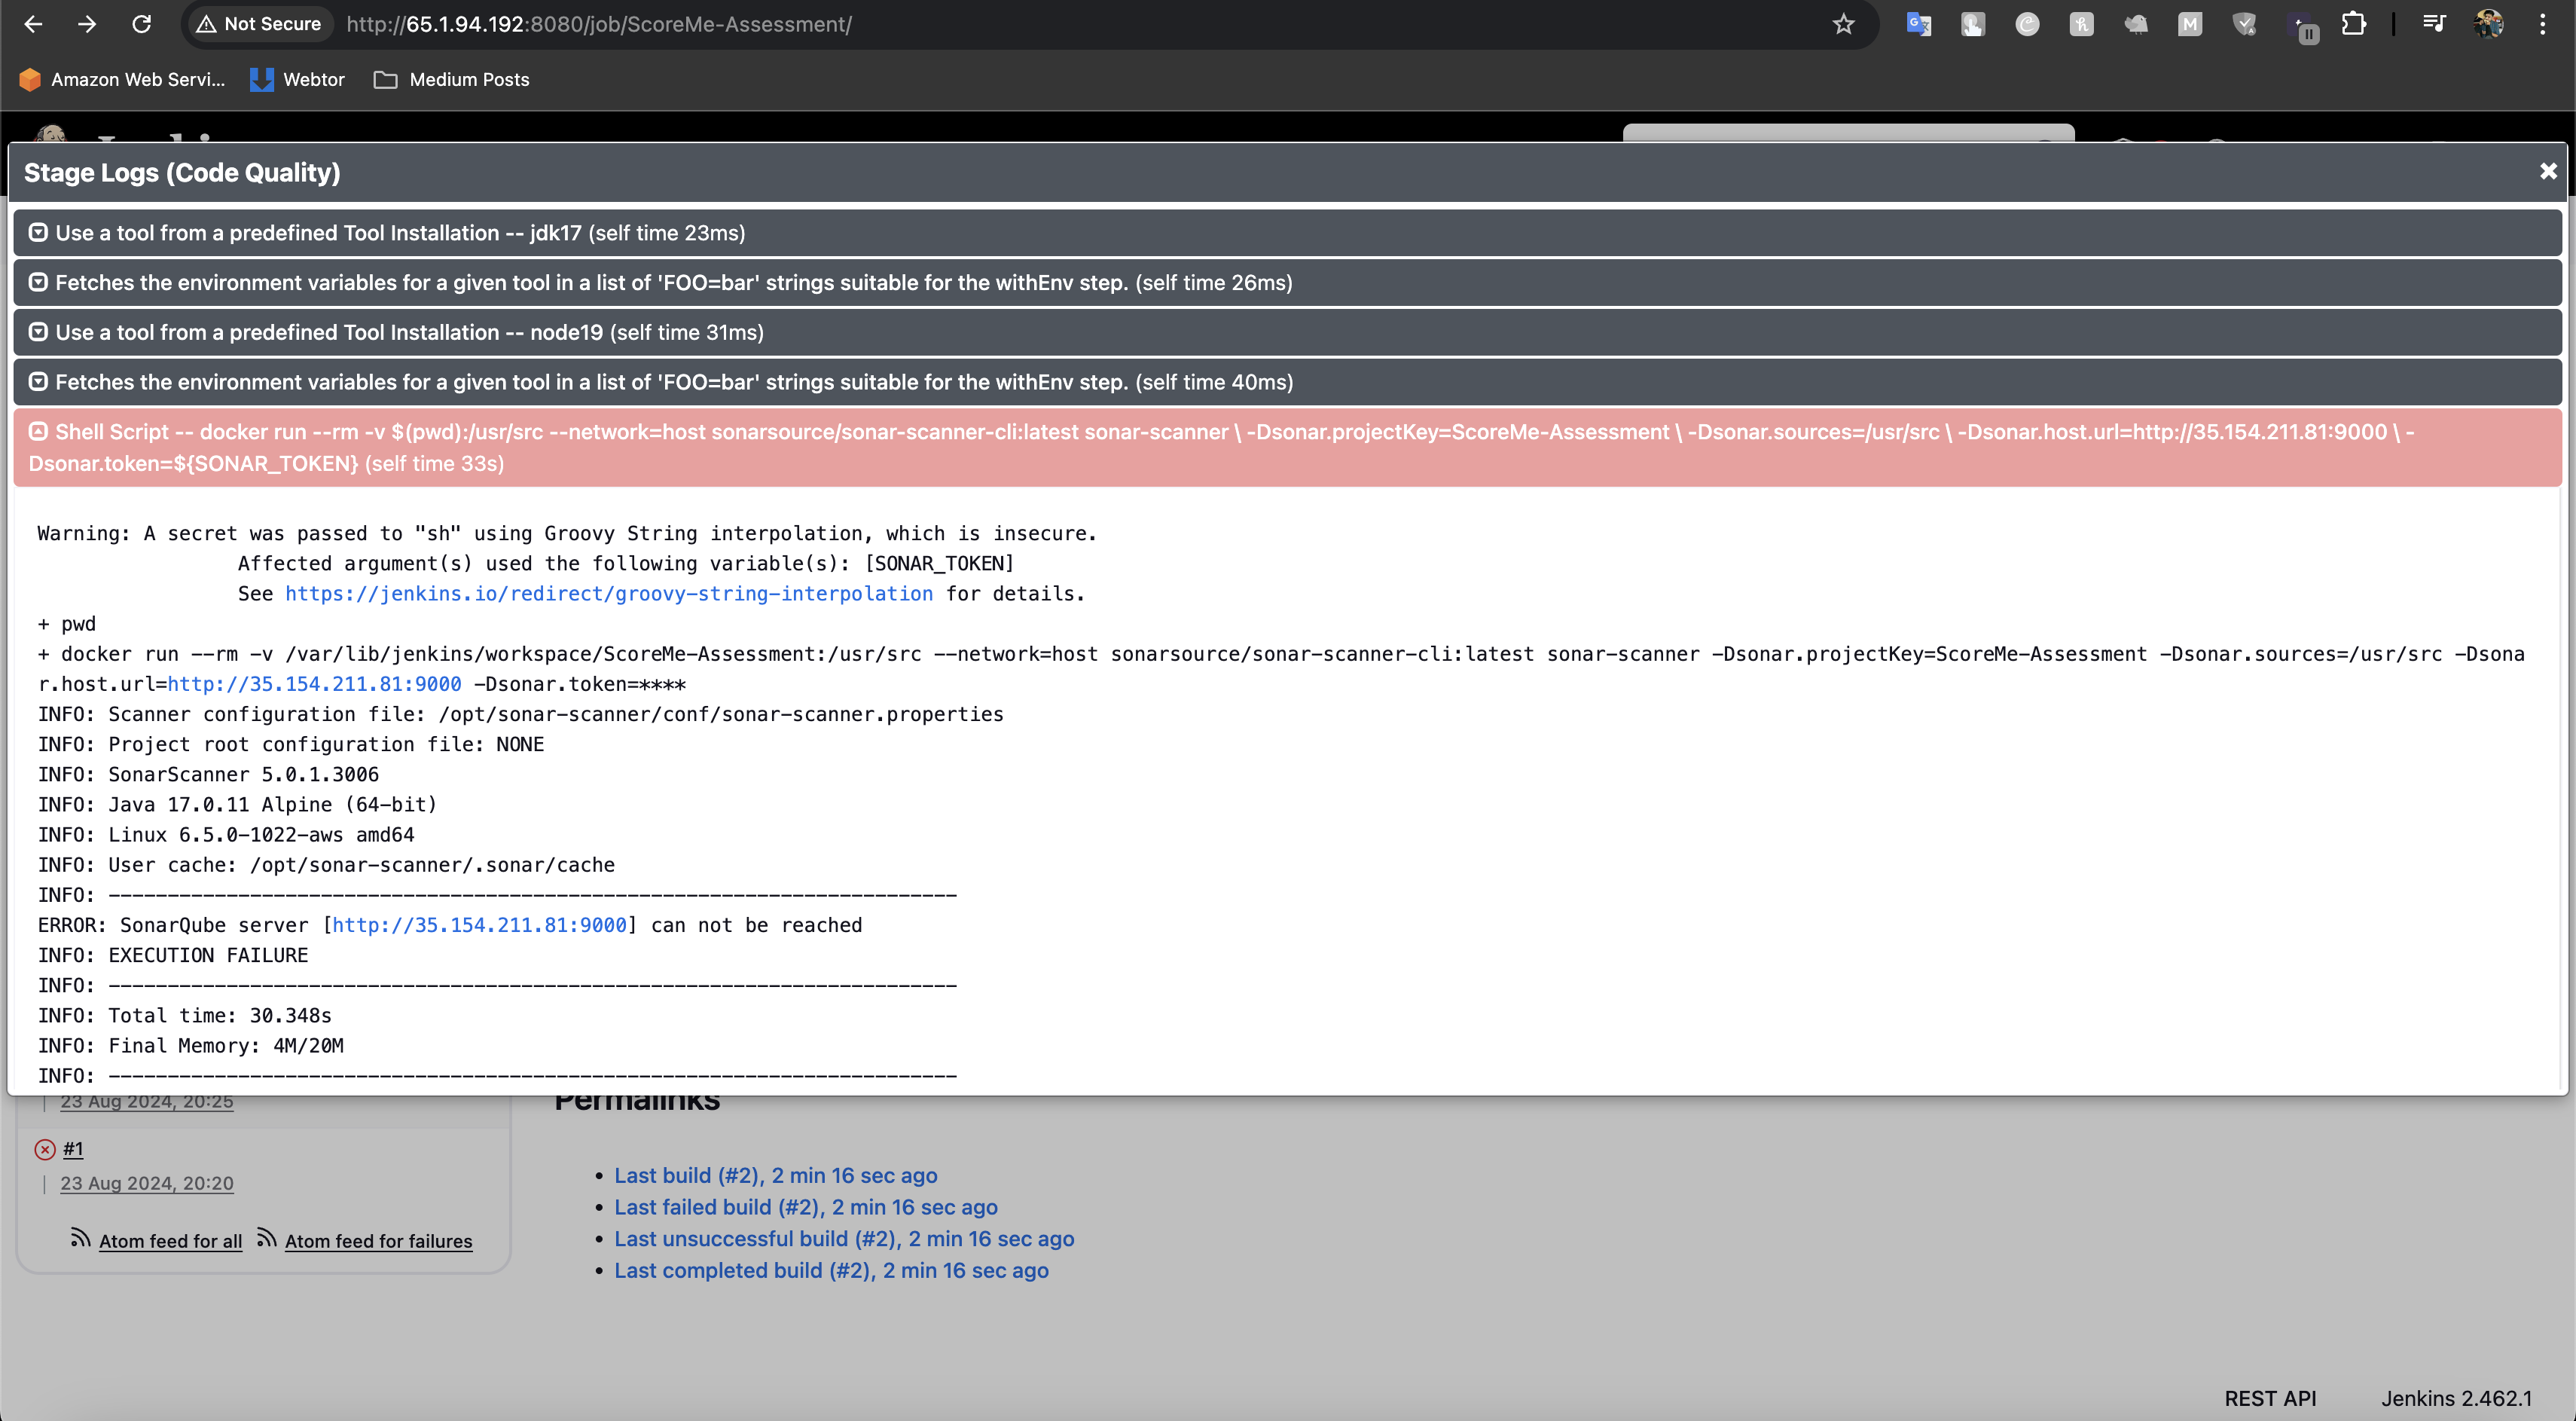 Not Secure http://65.1.94.192:8080/job/ScoreMe-Assessment/
Amazon Web Servi... Webtor Medium Posts
Stage Logs (Code Quality)
Use a tool from a predefined Tool Installation -- jdk17 (self time 23ms)
Fetches the environment variables for a given tool in a list of 'FOO=bar' strings suitable for the withEnv step. (self time 26ms)
Use a tool from a predefined Tool Installation -- node19 (self time 31ms)
Fetches the environment variables for a given tool in a list of 'FOO=bar' strings suitable for the withEnv step. (self time 40ms)
Shell Script -- docker run --rm -v $(pwd):/usr/src --network=host sonarsource/sonar-scanner-cli:latest sonar-scanner \ -Dsonar.projectKey=ScoreMe-Assessment \ -Dsonar.sources=/usr/src \ -Dsonar.host.url=http://35.154.211.81:9000 \ -
Dsonar.token=${SONAR_TOKEN} (self time 33s)
Warning: A secret was passed to "sh" using Groovy String interpolation, which is insecure.
Affected argument(s) used the following variable(s): [SONAR_TOKEN]
See https://jenkins.io/redirect/groovy-string-interpolation for details.
+ pwd
+ docker run --rm -v /var/lib/jenkins/workspace/ScoreMe-Assessment:/usr/src --network=host sonarsource/sonar-scanner-cli:latest sonar-scanner -Dsonar.projectKey=ScoreMe-Assessment -Dsonar.sources=/usr/src -Dsona
r.host.url=http://35.154.211.81:9000 -Dsonar.token=****
INFO: Scanner configuration file: /opt/sonar-scanner/conf/sonar-scanner.properties
INFO: Project root configuration file: NONE
INFO: SonarScanner 5.0.1.3006
INFO: Java 17.0.11 Alpine (64-bit)
INFO: Linux 6.5.0-1022-aws amd64
INFO: User cache: /opt/sonar-scanner/.sonar/cache
INFO: ------------------------------------------------------------------------
ERROR: SonarQube server [http://35.154.211.81:9000] can not be reached
INFO: EXECUTION FAILURE
INFO: ------------------------------------------------------------------------
INFO: Total time: 30.348s
INFO: Final Memory: 4M/20M
INFO: ------------------------------------------------------------------------
23 Aug 2024, 20:25
Permalinks
#1
23 Aug 2024, 20:20
Atom feed for all Atom feed for failures
Last build (#2), 2 min 16 sec ago
Last failed build (#2), 2 min 16 sec ago
Last unsuccessful build (#2), 2 min 16 sec ago
Last completed build (#2), 2 min 16 sec ago
REST API Jenkins 2.462.1